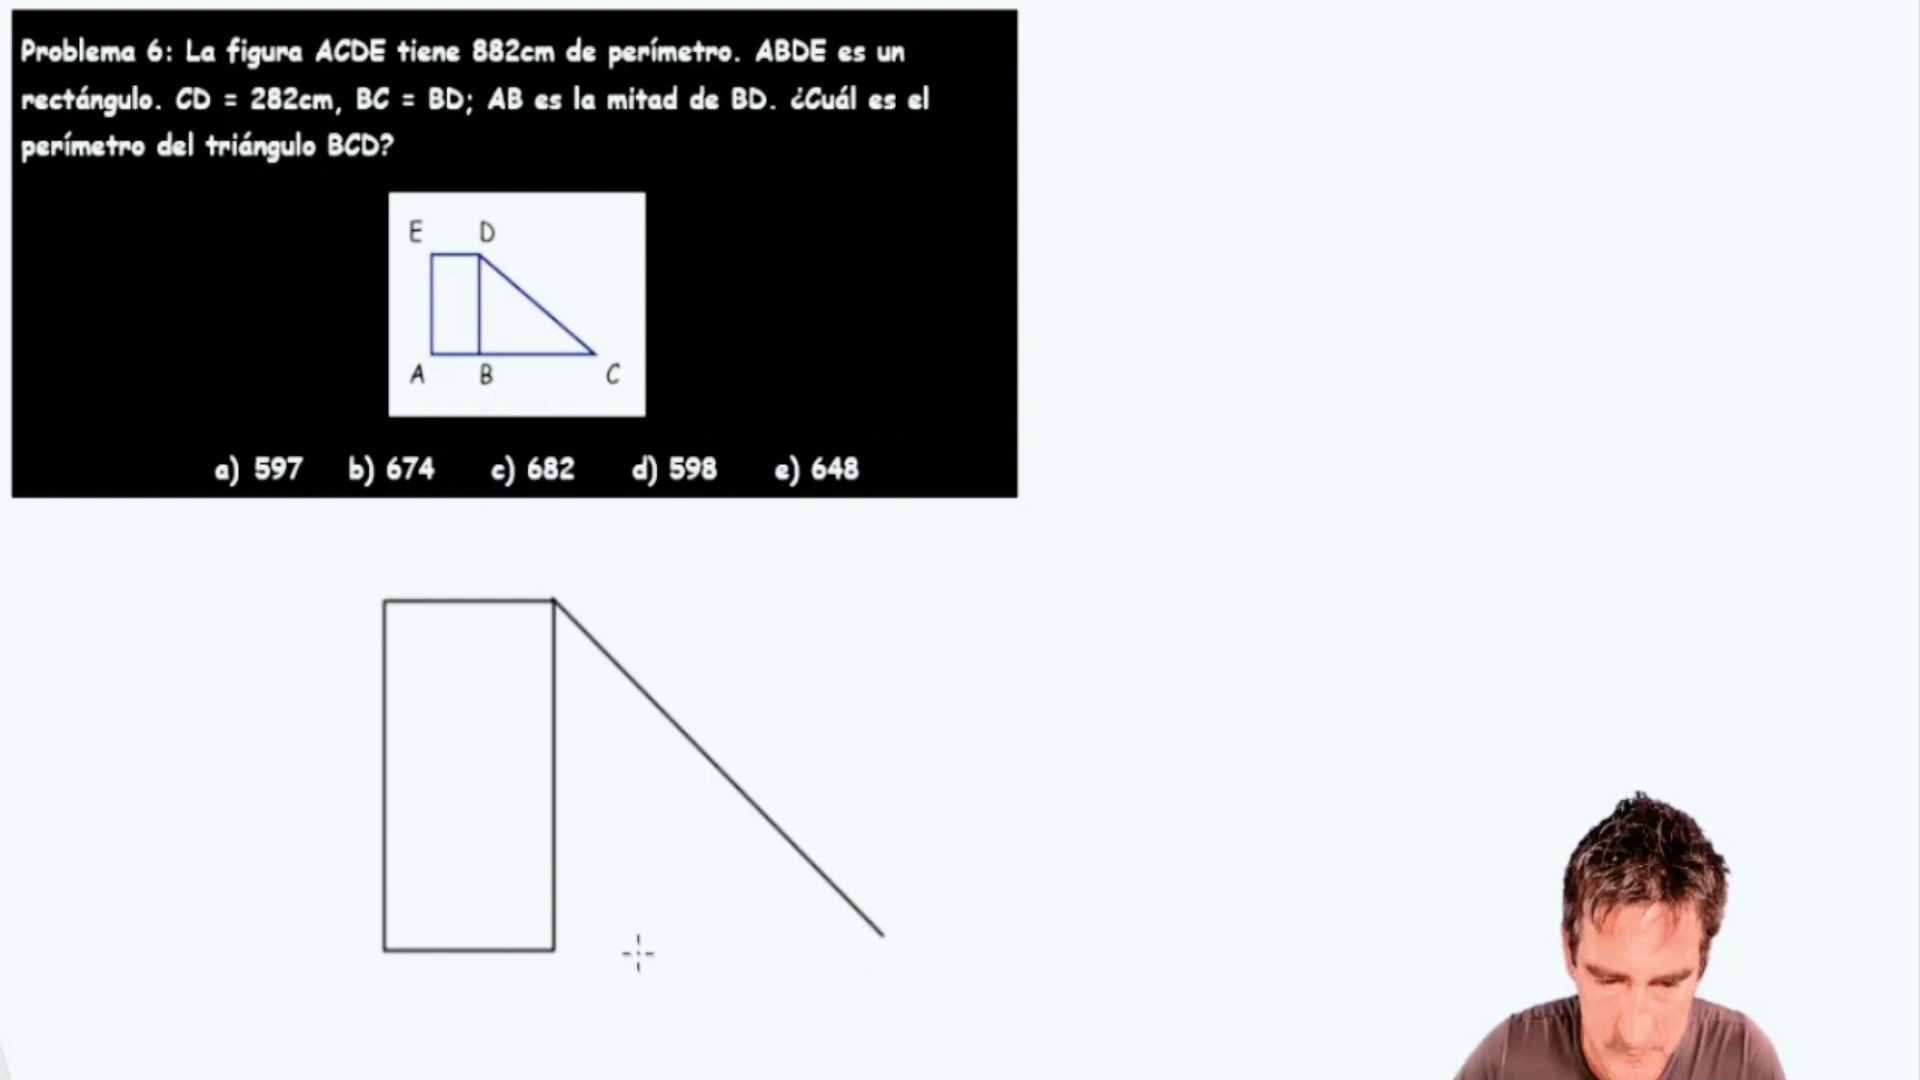 Problema 6: La figura ACDE tiene 882cm de perímetro. ABDE es un
rectángulo. CD = 282cm, BC = BD; AB es la mitad de BD. ¿Cuál es el
perímetro del triángulo BCD?
E D
A B C
a) 597 b) 674 c) 682 d) 598 e) 648